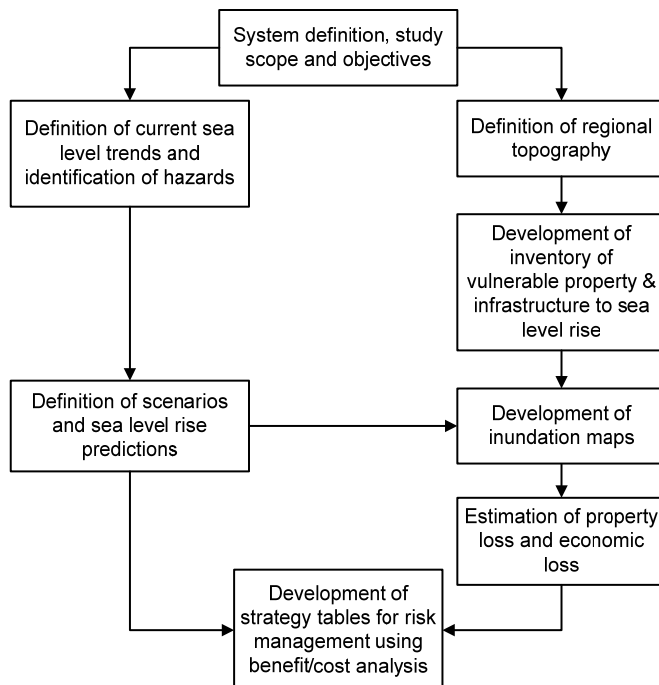 System definition, study
scope and objectives
Definition of current sea
level trends and
identification of hazards
Definition of regional
topography
Development of
inventory of
vulnerable property &
infrastructure to sea
level rise
Definition of scenarios
and sea level rise
predictions
Development of
inundation maps
Estimation of property
loss and economic
loss
Development of
strategy tables for risk
management using
benefit/cost analysis